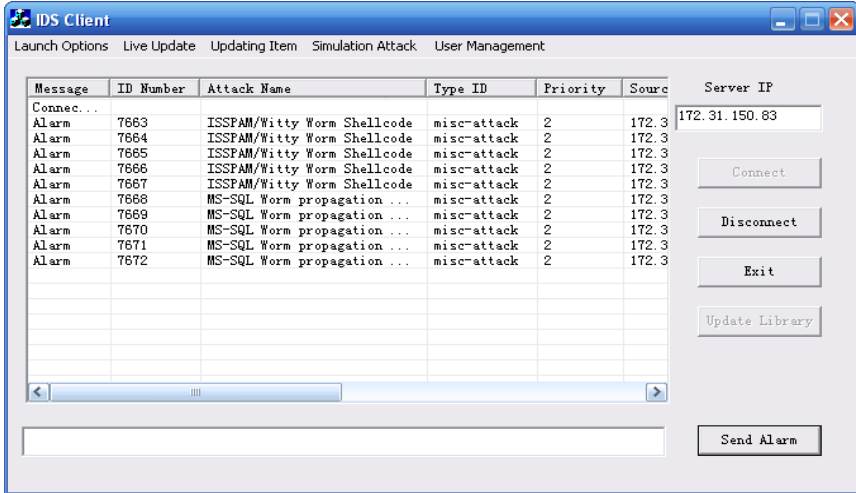 IDS Client
Launch Options Live Update Updating Item Simulation Attack User Management
Message ID Number Attack Name Type ID Priority Sourc Server IP
Connec...
172.31.150.83
Alarm 7663 ISSPAM/Witty Worm Shellcode misc-attack 2 172.3
Alarm 7664 ISSPAM/Witty Worm Shellcode misc-attack 2 172.3
Alarm 7665 ISSPAM/Witty Worm Shellcode misc-attack 2 172.3
Alarm 7666 ISSPAM/Witty Worm Shellcode misc-attack 2 172.3
Alarm 7667 ISSPAM/Witty Worm Shellcode misc-attack 2 172.3
Alarm 7668 MS-SQL Worm propagation ... misc-attack 2 172.3
Alarm 7669 MS-SQL Worm propagation ... misc-attack 2 172.3
Alarm 7670 MS-SQL Worm propagation ... misc-attack 2 172.3
Alarm 7671 MS-SQL Worm propagation ... misc-attack 2 172.3
Alarm 7672 MS-SQL Worm propagation ... misc-attack 2 172.3
Connect
Disconnect
Exit
Update Library
Send Alarm